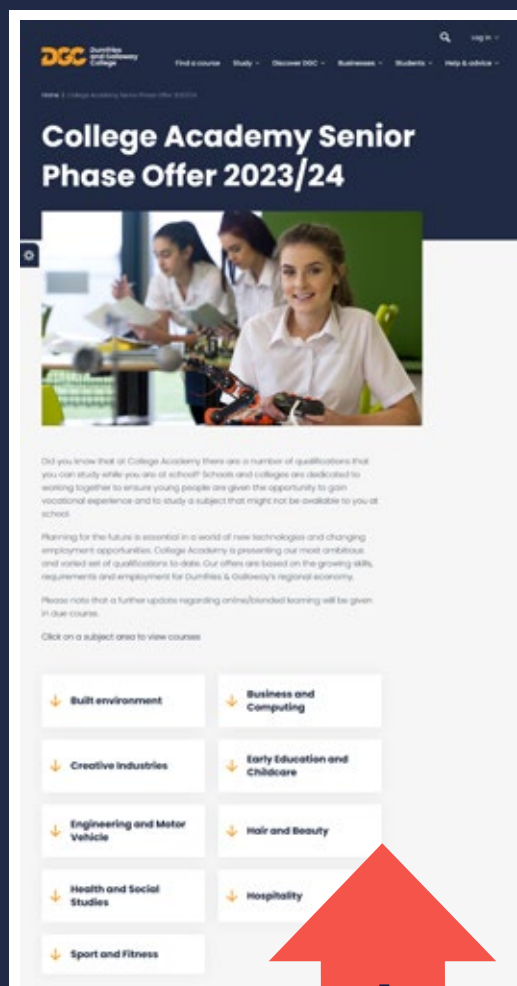 Log in
DGC Dumfries
and Galloway
College
Find a course Study Discover DGC Businesses Students Help & advice
Home | College Academy Senior Phase Offer 2023/24
College Academy Senior
Phase Offer 2023/24
Did you know that at College Academy there are a number of qualifications that
you can study while you are at school? Schools and colleges are dedicated to
working together to ensure young people are given the opportunity to gain
vocational experience and to study a subject that might not be available to you at
school.
Planning for the future is essential in a world of new technologies and changing
employment opportunities. College Academy is presenting our most ambitious
and varied set of qualifications to date. Our offers are based on the growing skills,
requirements and employment for Dumfries & Galloway's regional economy.
Please note that a further update regarding online/blended learning will be given
in due course.
Click on a subject area to view courses
Built environment
Business and
Computing
Creative Industries
Early Education and
Childcare
Engineering and Motor
Vehicle
Hair and Beauty
Health and Social
Studies
Hospitality
Sport and Fitness